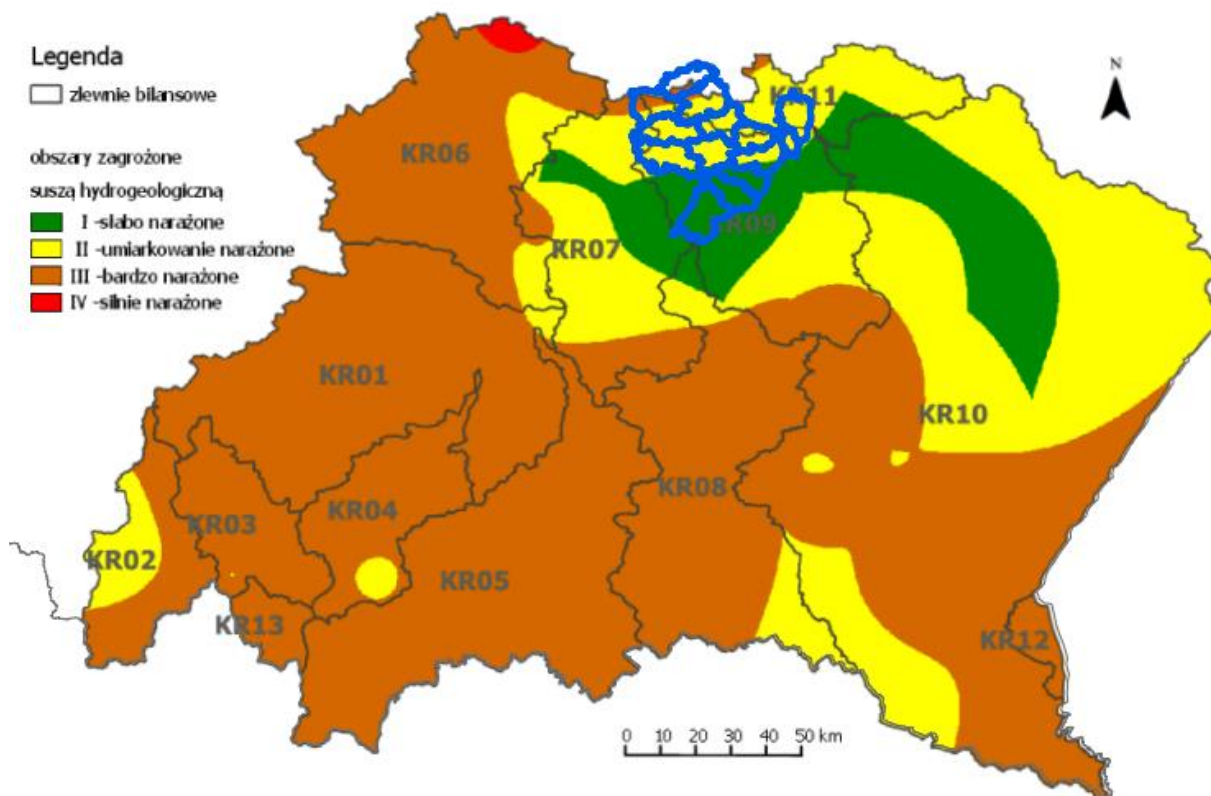 Legenda
zlewnie bilansowe
obszary zagrożone
suszą hydrogeologiczną
I -słabo narażone
II -umiarkowanie narażone
III -bardzo narażone
IV -silnie narażone
N
KR11
KR06
KR09
KR07
KR01
KR10
KR08
KR04
KR03
KR02
KR05
KR13
KR12
0 10 20 30 40 50 km